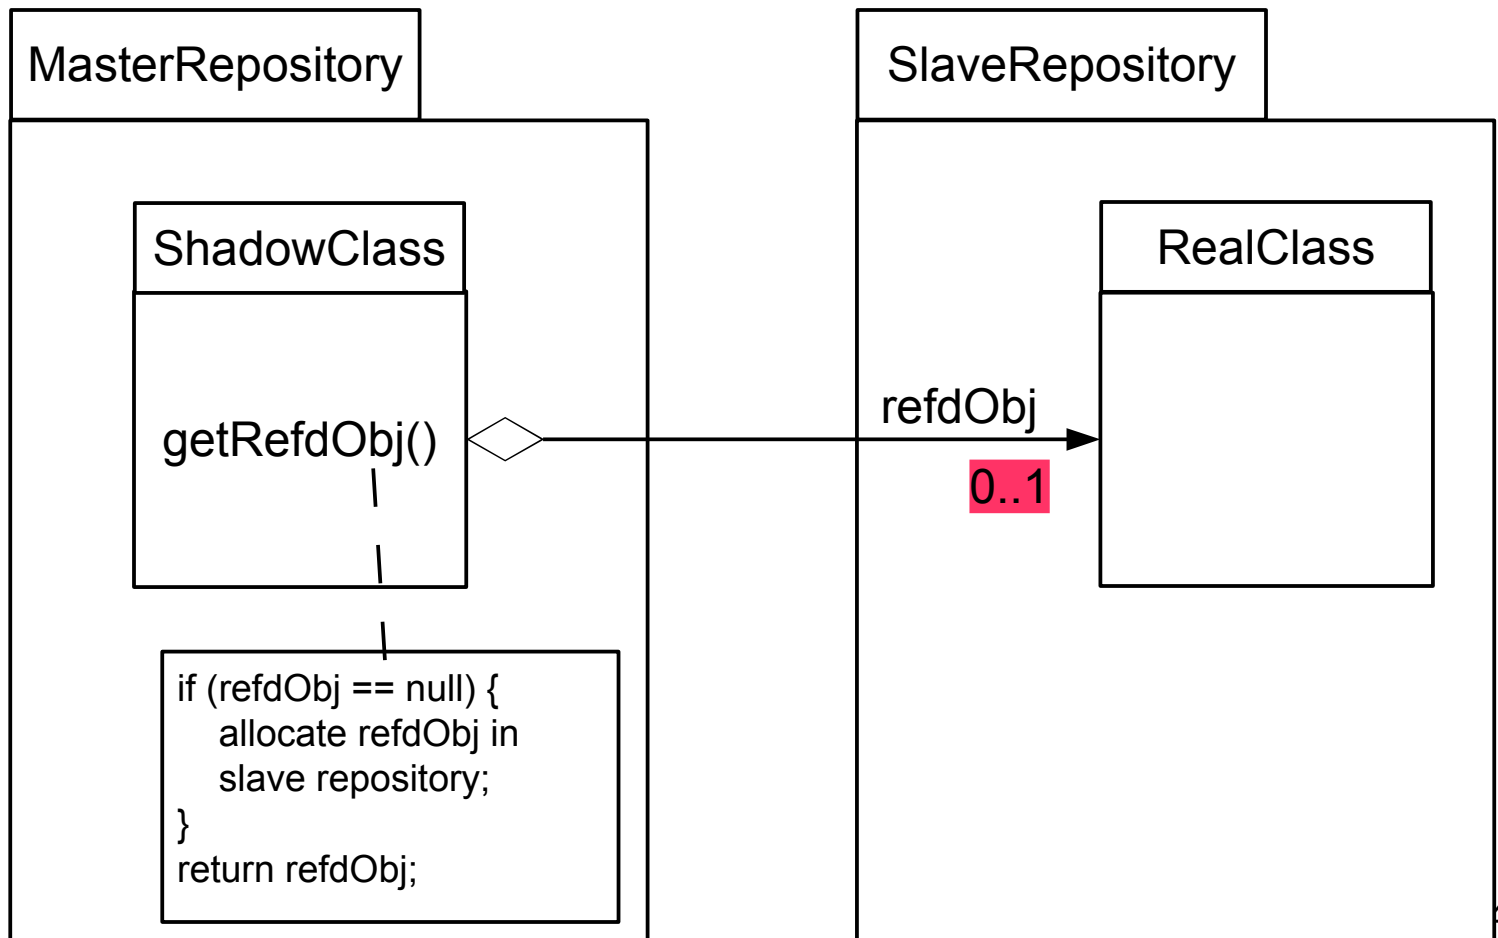 MasterRepository
SlaveRepository
ShadowClass
RealClass
getRefdObj()
refdObj
0..1
if (refdObj == null) {
allocate refdObj in
slave repository;
}
return refdObj;